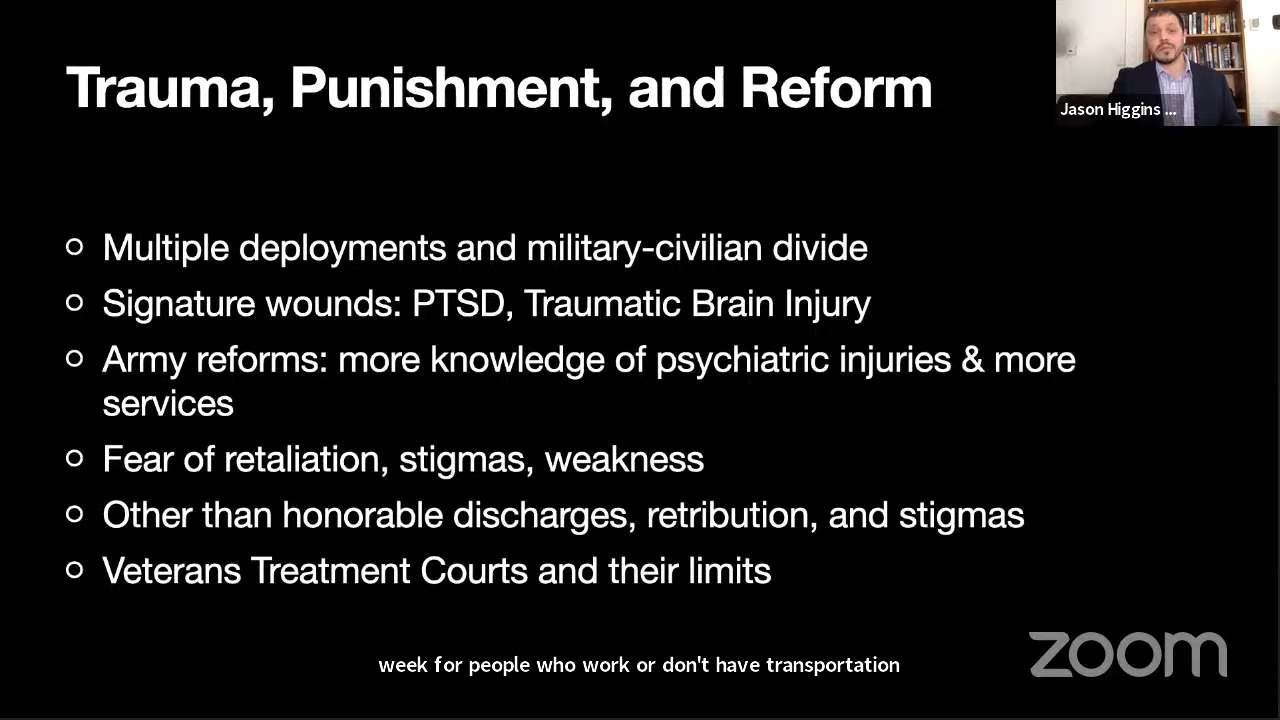 Trauma, Punishment, and Reform
Jason Higgins ...
Multiple deployments and military-civilian divide
Signature wounds: PTSD, Traumatic Brain Injury
Army reforms: more knowledge of psychiatric injuries & more
services
Fear of retaliation, stigmas, weakness
Other than honorable discharges, retribution, and stigmas
Veterans Treatment Courts and their limits
week for people who work or don't have transportation
zoom